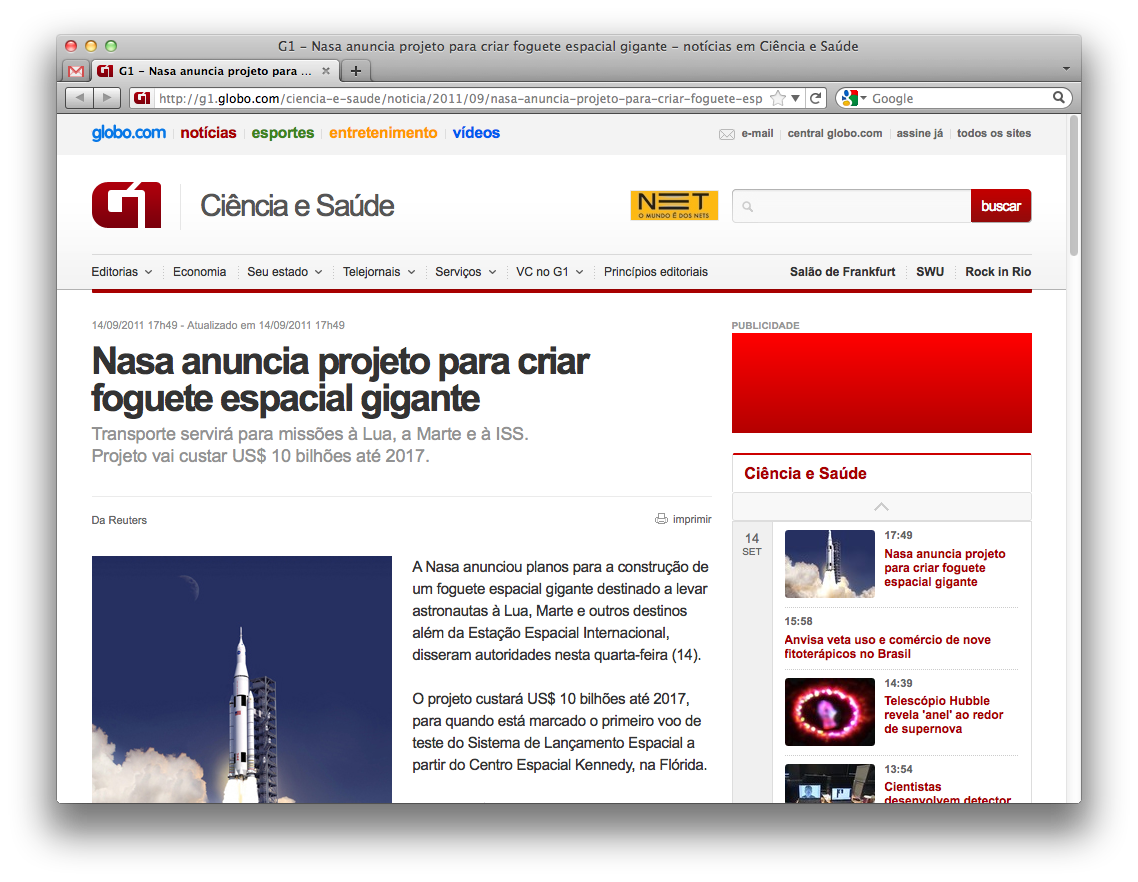 G1 – Nasa anuncia projeto para criar foguete espacial gigante – notícias em Ciência e Saúde
G1 – Nasa anuncia projeto para ...
http://g1.globo.com/ciencia-e-saude/noticia/2011/09/nasa-anuncia-projeto-para-criar-foguete-esp
Google
globo.com notícias esportes entretenimento vídeos
e-mail central globo.com assine já todos os sites
G1
Ciência e Saúde
NET
O MUNDO É DOS NETS
buscar
Editorias Economia Seu estado Telejornais Serviços VC no G1 Princípios editoriais
Salão de Frankfurt SWU Rock in Rio
14/09/2011 17h49 - Atualizado em 14/09/2011 17h49
Nasa anuncia projeto para criar
foguete espacial gigante
Transporte servirá para missões à Lua, a Marte e à ISS.
Projeto vai custar US$ 10 bilhões até 2017.
Da Reuters
imprimir
A Nasa anunciou planos para a construção de
um foguete espacial gigante destinado a levar
astronautas à Lua, Marte e outros destinos
além da Estação Espacial Internacional,
disseram autoridades nesta quarta-feira (14).
O projeto custará US$ 10 bilhões até 2017,
para quando está marcado o primeiro voo de
teste do Sistema de Lançamento Espacial a
partir do Centro Espacial Kennedy, na Flórida.
PUBLICIDADE
Ciência e Saúde
14
SET
17:49
Nasa anuncia projeto
para criar foguete
espacial gigante
15:58
Anvisa veta uso e comércio de nove
fitoterápicos no Brasil
14:39
Telescópio Hubble
revela 'anel' ao redor
de supernova
13:54
Cientistas
desenvolvem detector